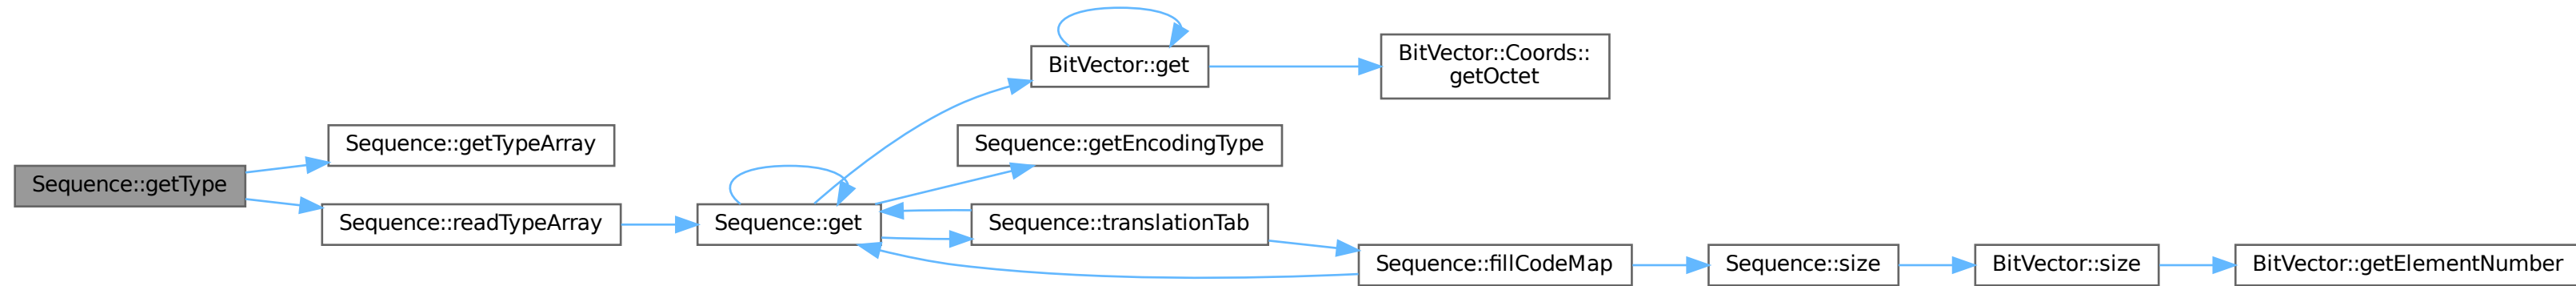 Sequence::getType
Sequence::getTypeArray
Sequence::readTypeArray
Sequence::get
BitVector::get
BitVector::Coords::
getOctet
Sequence::getEncodingType
Sequence::translationTab
Sequence::fillCodeMap
Sequence::size
BitVector::size
BitVector::getElementNumber